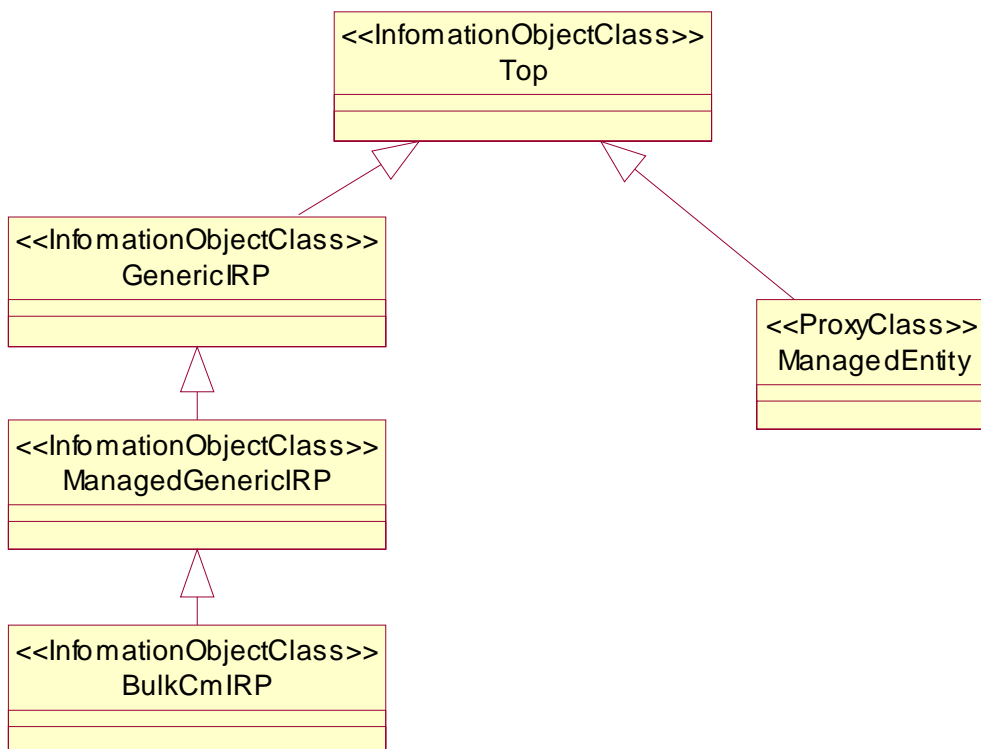 <<InfomationObjectClass>>
Top
<<InfomationObjectClass>>
GenericIRP
<<ProxyClass>>
ManagedEntity
<<InfomationObjectClass>>
ManagedGenericIRP
<<InfomationObjectClass>>
BulkCmIRP